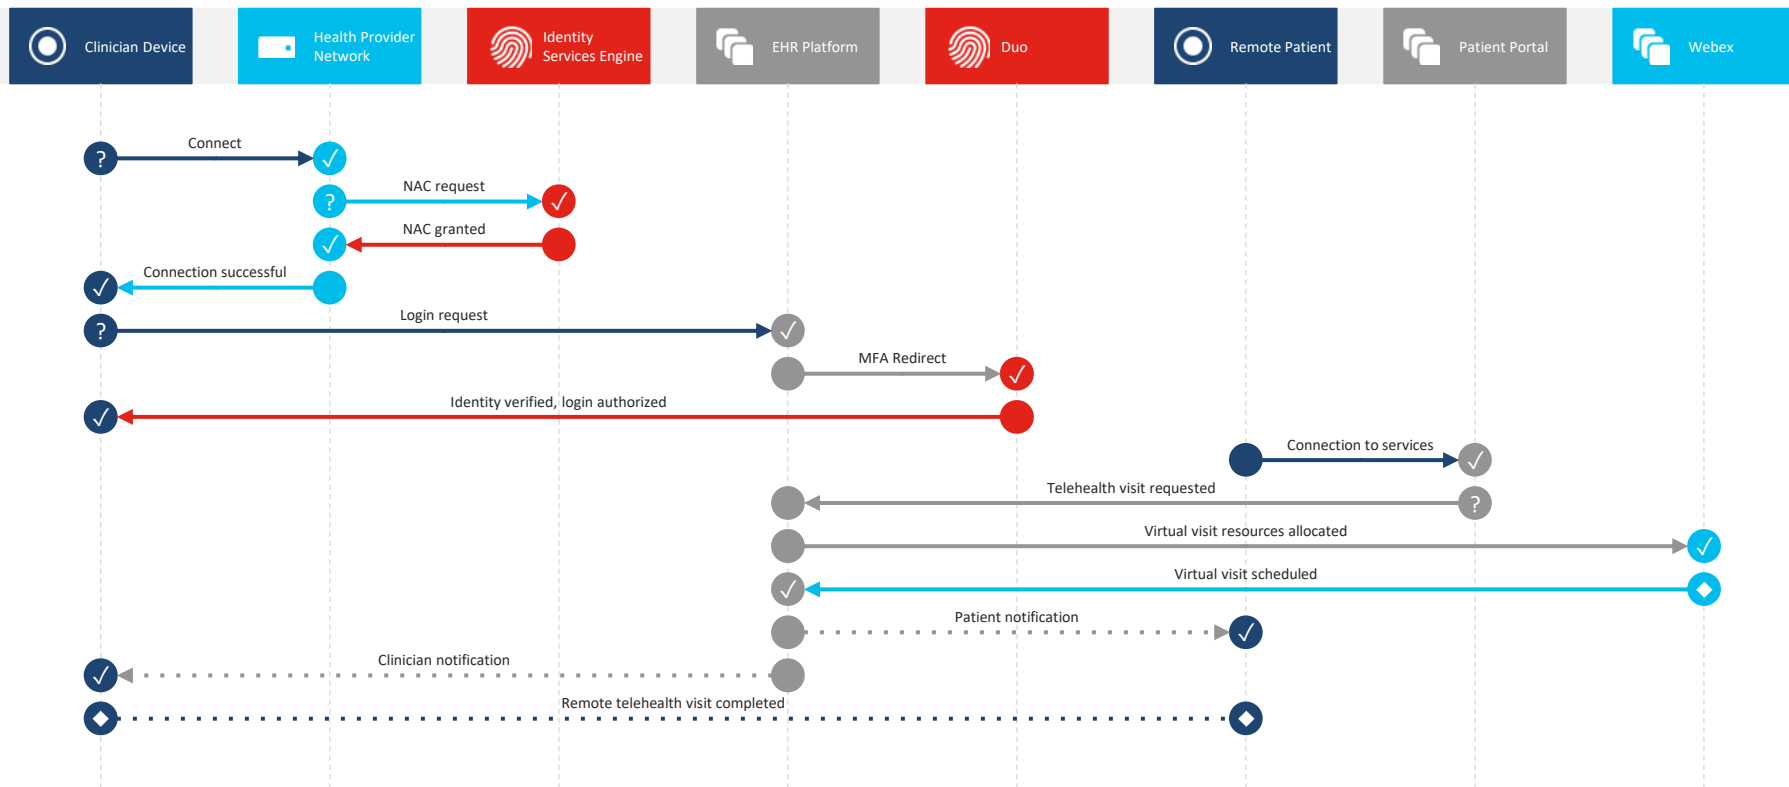 Clinician Device
Health Provider
Network
Identity
Services Engine
EHR Platform
Duo
Remote Patient
Patient Portal
Webex
Connect
?
NAC request
?
NAC granted
Connection successful
Login request
?
MFA Redirect
Identity verified, login authorized
Connection to services
Telehealth visit requested
?
Virtual visit resources allocated
Virtual visit scheduled
Patient notification
Clinician notification
Remote telehealth visit completed